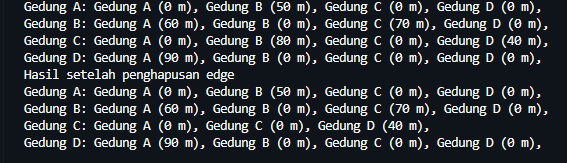 Gedung A: Gedung A (0 m), Gedung B (50 m), Gedung C (0 m), Gedung D (0 m),
Gedung B: Gedung A (60 m), Gedung B (0 m), Gedung C (70 m), Gedung D (0 m),
Gedung C: Gedung A (0 m), Gedung B (80 m), Gedung C (0 m), Gedung D (40 m),
Gedung D: Gedung A (90 m), Gedung B (0 m), Gedung C (0 m), Gedung D (0 m),
Hasil setelah penghapusan edge
Gedung A: Gedung A (0 m), Gedung B (50 m), Gedung C (0 m), Gedung D (0 m),
Gedung B: Gedung A (60 m), Gedung B (0 m), Gedung C (70 m), Gedung D (0 m),
Gedung C: Gedung A (0 m), Gedung C (0 m), Gedung D (40 m),
Gedung D: Gedung A (90 m), Gedung B (0 m), Gedung C (0 m), Gedung D (0 m),